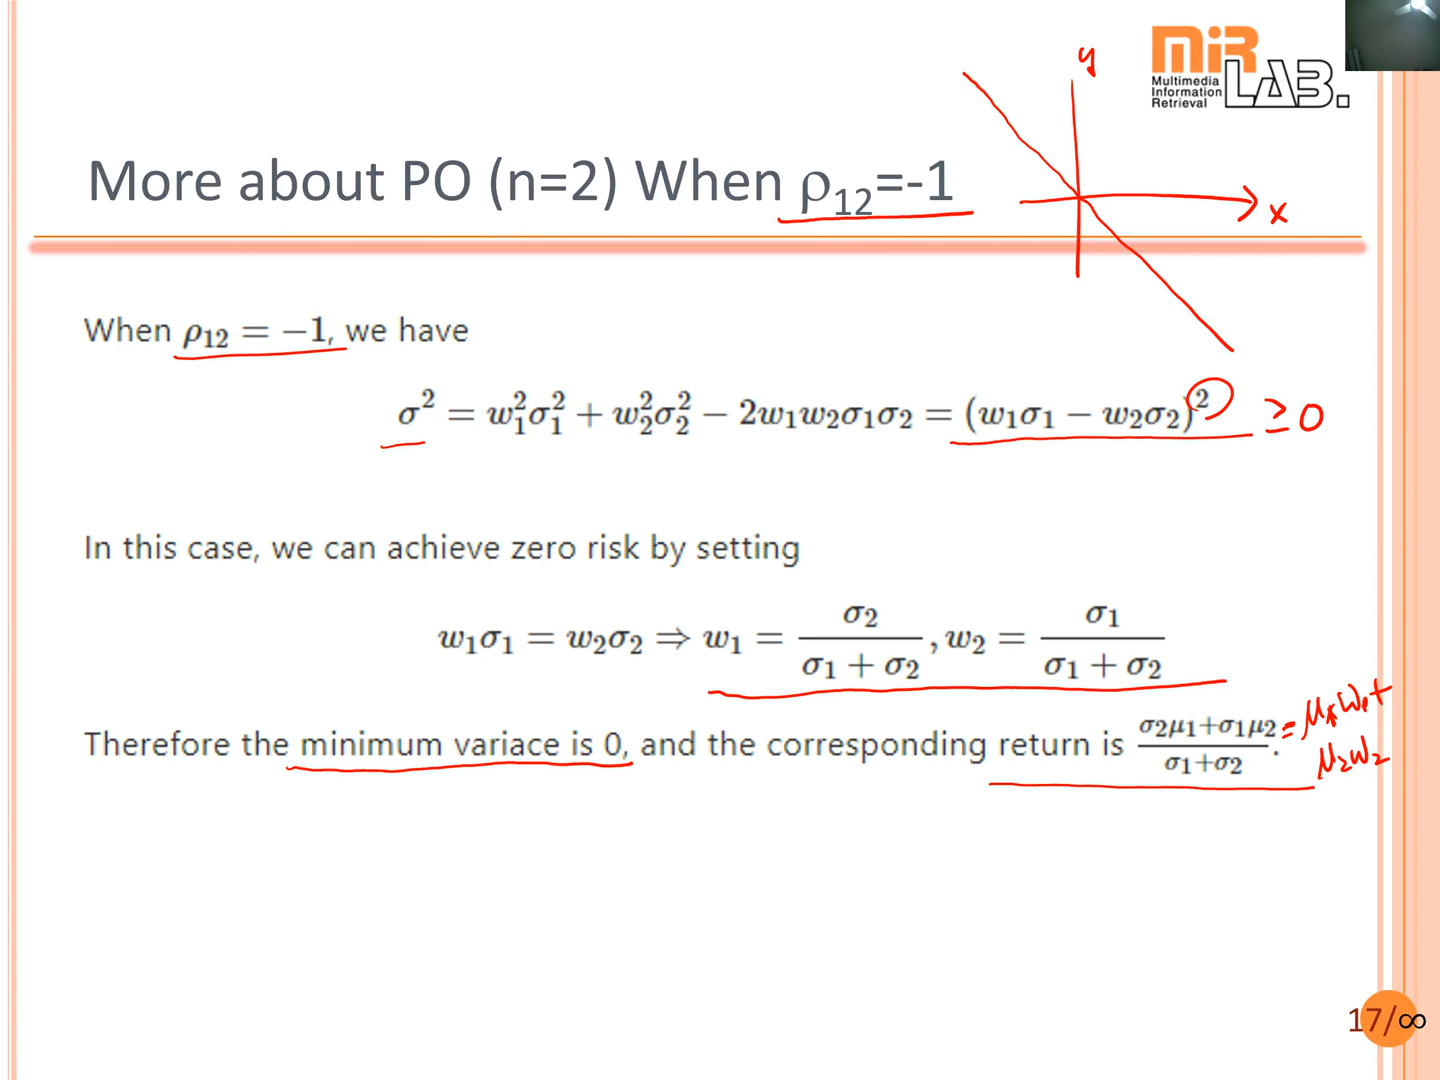 MiR
Multimedia
Information
Retrieval
LAB.
y
x
More about PO (n=2) When ρ₁₂=-1
When ρ₁₂ = −1, we have
σ² = w₁²σ₁² + w₂²σ₂² − 2w₁w₂σ₁σ₂ = (w₁σ₁ − w₂σ₂)² ≥ 0
In this case, we can achieve zero risk by setting
w₁σ₁ = w₂σ₂ ⇒ w₁ = σ₂/(σ₁ + σ₂), w₂ = σ₁/(σ₁ + σ₂)
Therefore the minimum variace is 0, and the corresponding return is (σ₂μ₁+σ₁μ₂)/(σ₁+σ₂). = μ₁w₁+
μ₂w₂
17/∞